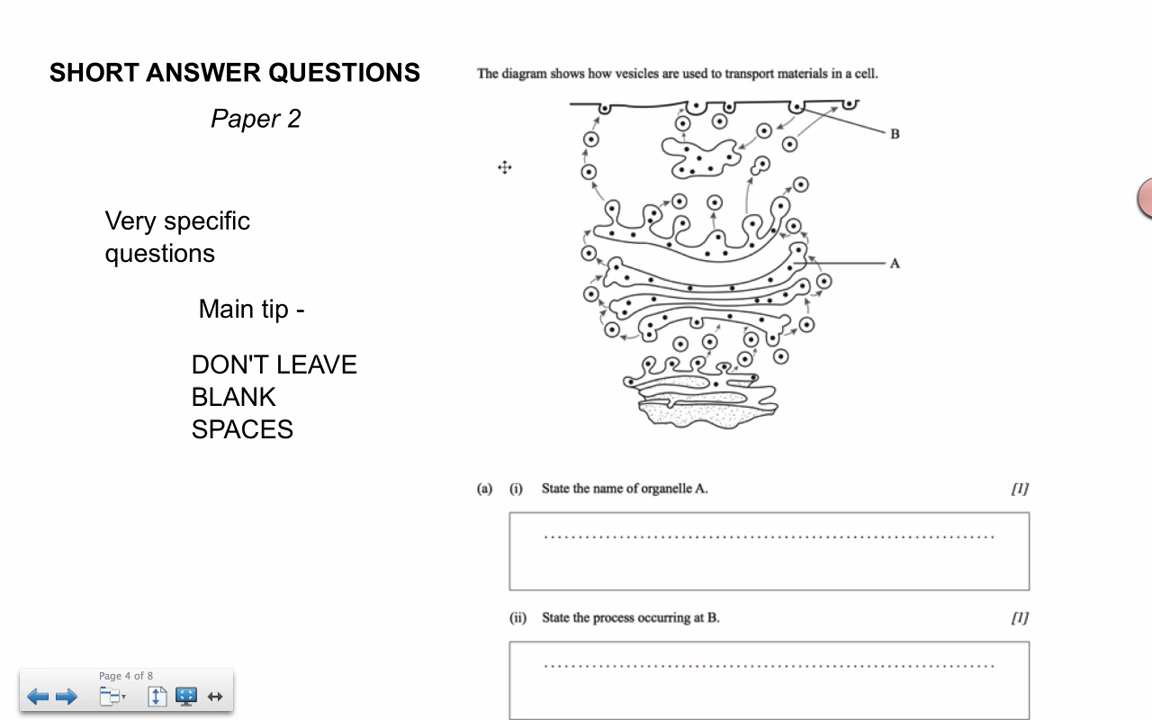 SHORT ANSWER QUESTIONS
Paper 2
Very specific
questions
Main tip -
DON'T LEAVE
BLANK
SPACES
The diagram shows how vesicles are used to transport materials in a cell.
B
A
(a) (i) State the name of organelle A. [1]
(ii) State the process occurring at B. [1]
Page 4 of 8